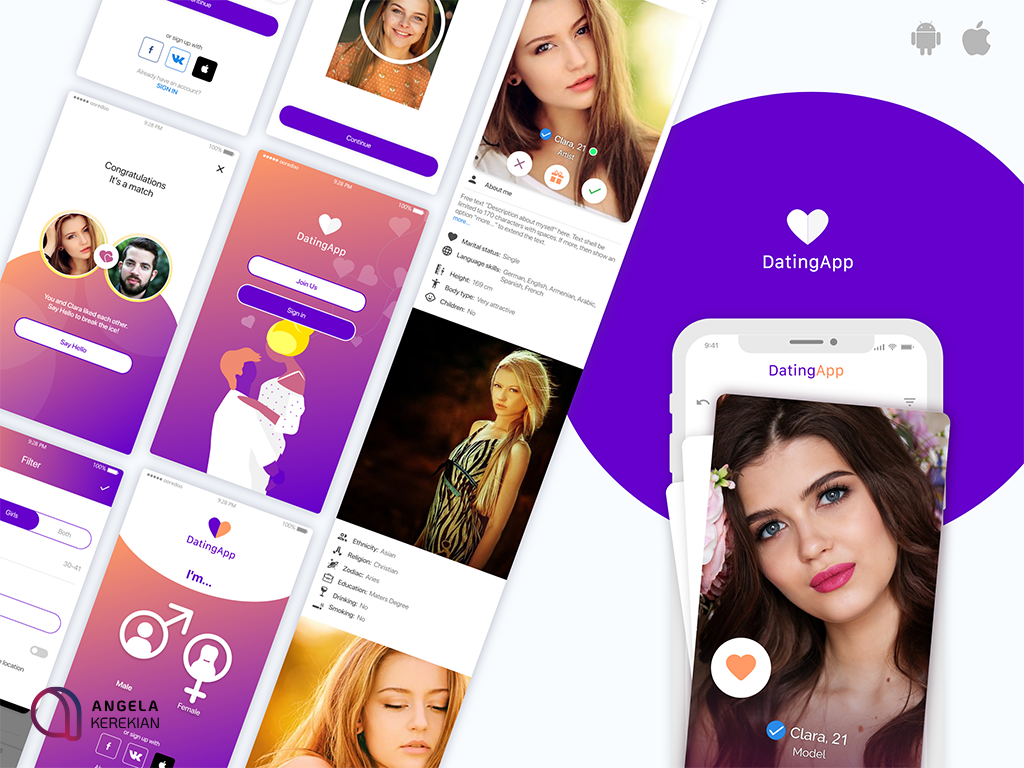 Continue
or sign up with
f
Already have an account?
SIGN IN
Continue
●●●●● ooredoo
9:28 PM
100%
Congratulations
It's a match
You and Clara liked each other.
Say Hello to break the ice!
Say Hello
●●●●● ooredoo
9:28 PM
100%
DatingApp
Join Us
Sign in
Clara, 21
Artist
About me
Free text "Description about myself" here. Text shell be
limited to 170 characters with spaces. If more, then show an
option "more..." to extend the text.
more...
Marital status: Single
Language skills: German, English, Armenian, Arabic,
Spanish, French
Height: 169 cm
Body type: Very attractive
Children: No
Ethnicity: Asian
Religion: Christian
Zodiac: Aries
Education: Maters Degree
Drinking: No
Smoking: No
9:28 PM
100%
Filter
Girls
Both
30-41
location
●●●●● ooredoo
9:28 PM
100%
DatingApp
I'm...
Male
Female
or sign up with
f
ANGELA
KEREKIAN
DatingApp
9:41
DatingApp
Clara, 21
Model